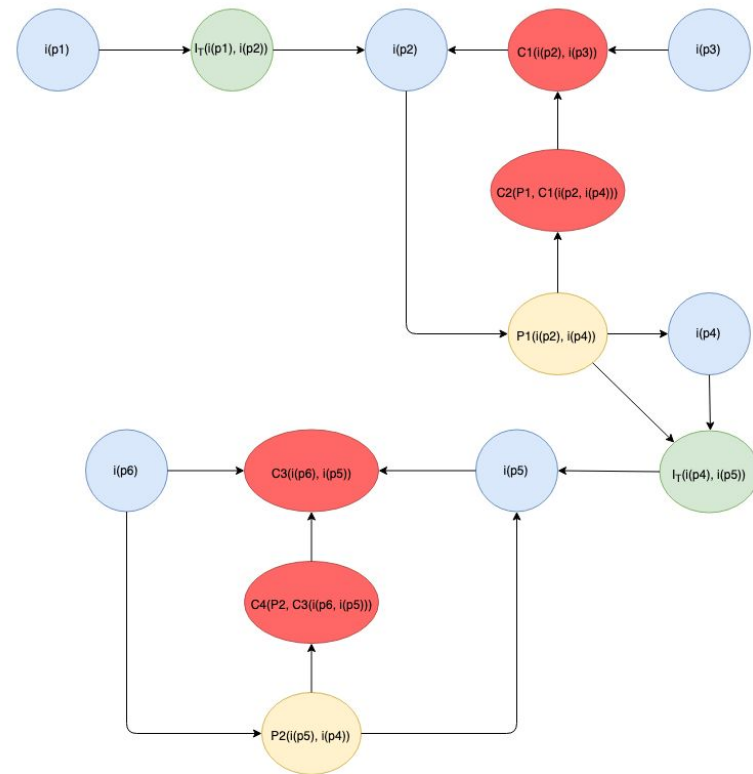 i(p1)
I_T(i(p1), i(p2))
i(p2)
C1(i(p2), i(p3))
i(p3)
C2(P1, C1(i(p2, i(p4)))
P1(i(p2), i(p4))
i(p4)
i(p6)
C3(i(p6), i(p5))
i(p5)
I_T(i(p4), i(p5))
C4(P2, C3(i(p6, i(p5)))
P2(i(p5), i(p4))